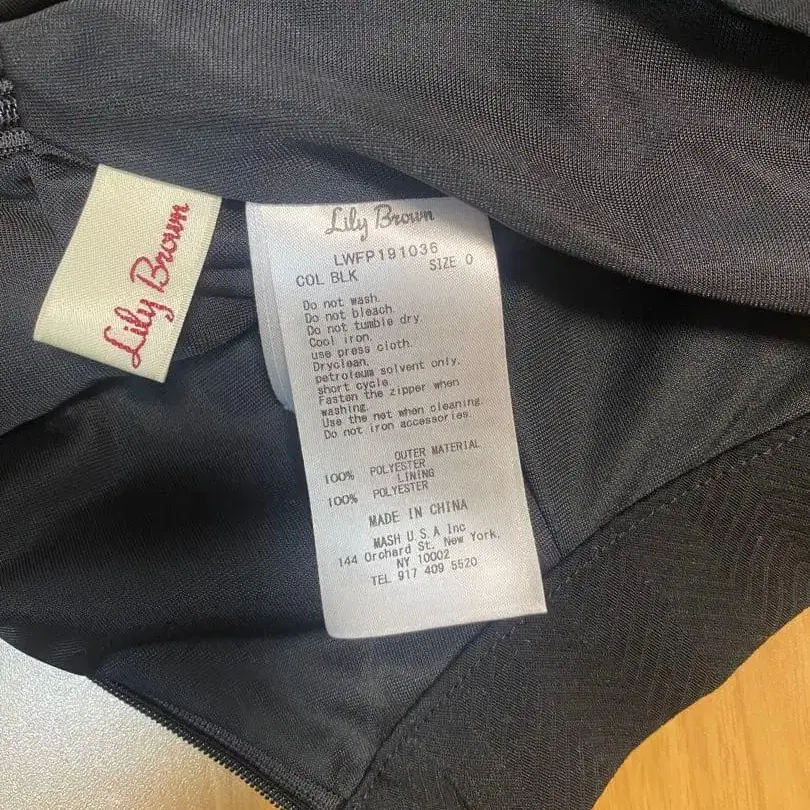 Lily Brown
Lily Brown
LWFP191036
COL BLK SIZE 0
Do not wash.
Do not bleach.
Do not tumble dry.
Cool iron.
use press cloth.
Dryclean.
petroleum solvent only.
short cycle.
Fasten the zipper when
washing.
Use the net when cleaning.
Do not iron accessories.
OUTER MATERIAL
100% POLYESTER
LINING
100% POLYESTER
MADE IN CHINA
MASH U.S.A Inc
144 Orchard St, New York,
NY 10002
TEL 917 409 5520